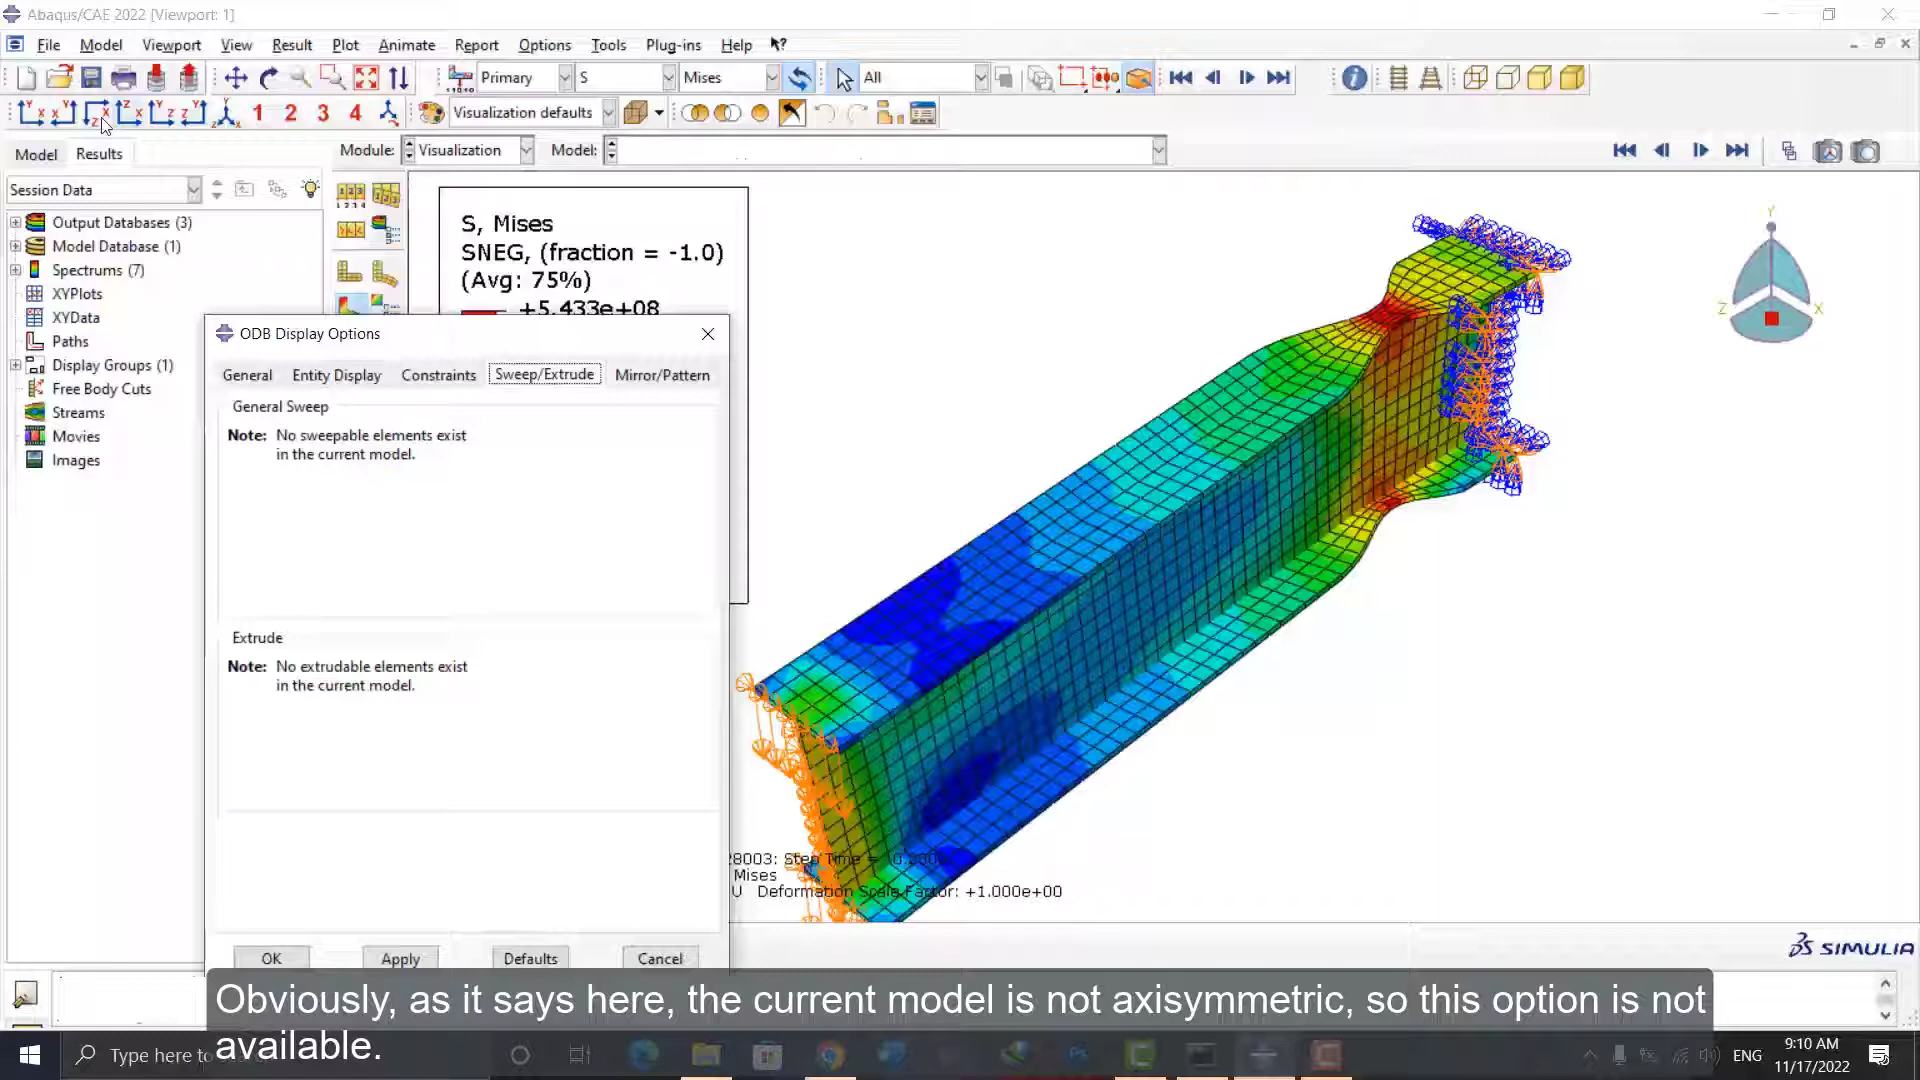 Abaqus/CAE 2022 [Viewport: 1]
File Model Viewport View Result Plot Animate Report Options Tools Plug-ins Help
Primary S Mises All
1 2 3 4 Visualization defaults
Model Results Module: Visualization Model:
Session Data
Output Databases (3)
Model Database (1)
Spectrums (7)
XYPlots
XYData
Paths
Display Groups (1)
Free Body Cuts
Streams
Movies
Images
S, Mises
SNEG, (fraction = -1.0)
(Avg: 75%)
+5.433e+08
ODB Display Options
General Entity Display Constraints Sweep/Extrude Mirror/Pattern
General Sweep
Note: No sweepable elements exist
in the current model.
Extrude
Note: No extrudable elements exist
in the current model.
OK Apply Defaults Cancel
Y
Z X
28003: Step Time =
Mises
U Deformation Scale Factor: +1.000e+00
SIMULIA
Obviously, as it says here, the current model is not axisymmetric, so this option is not
available.
Type here to
ENG
9:10 AM
11/17/2022